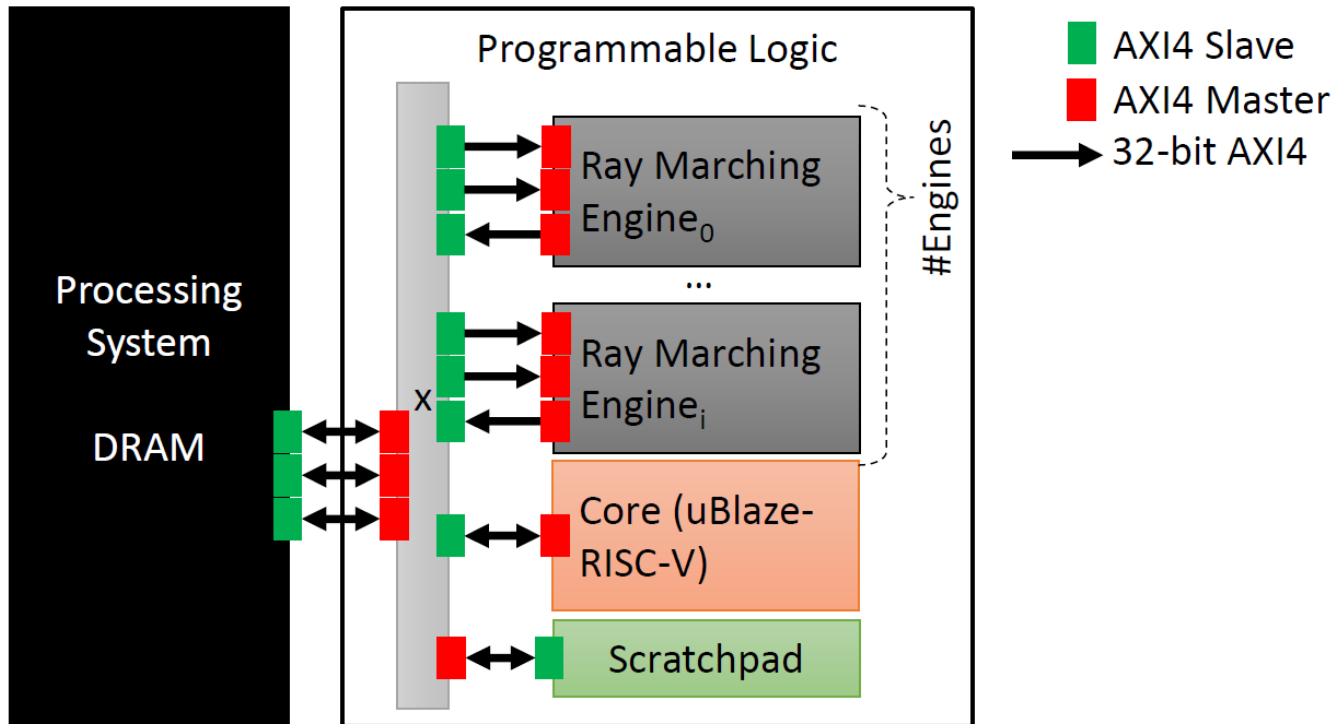 Processing
System
DRAM
Programmable Logic
x
Ray Marching
Engine₀
...
Ray Marching
Engineᵢ
Core (uBlaze-
RISC-V)
Scratchpad
#Engines
AXI4 Slave
AXI4 Master
32-bit AXI4